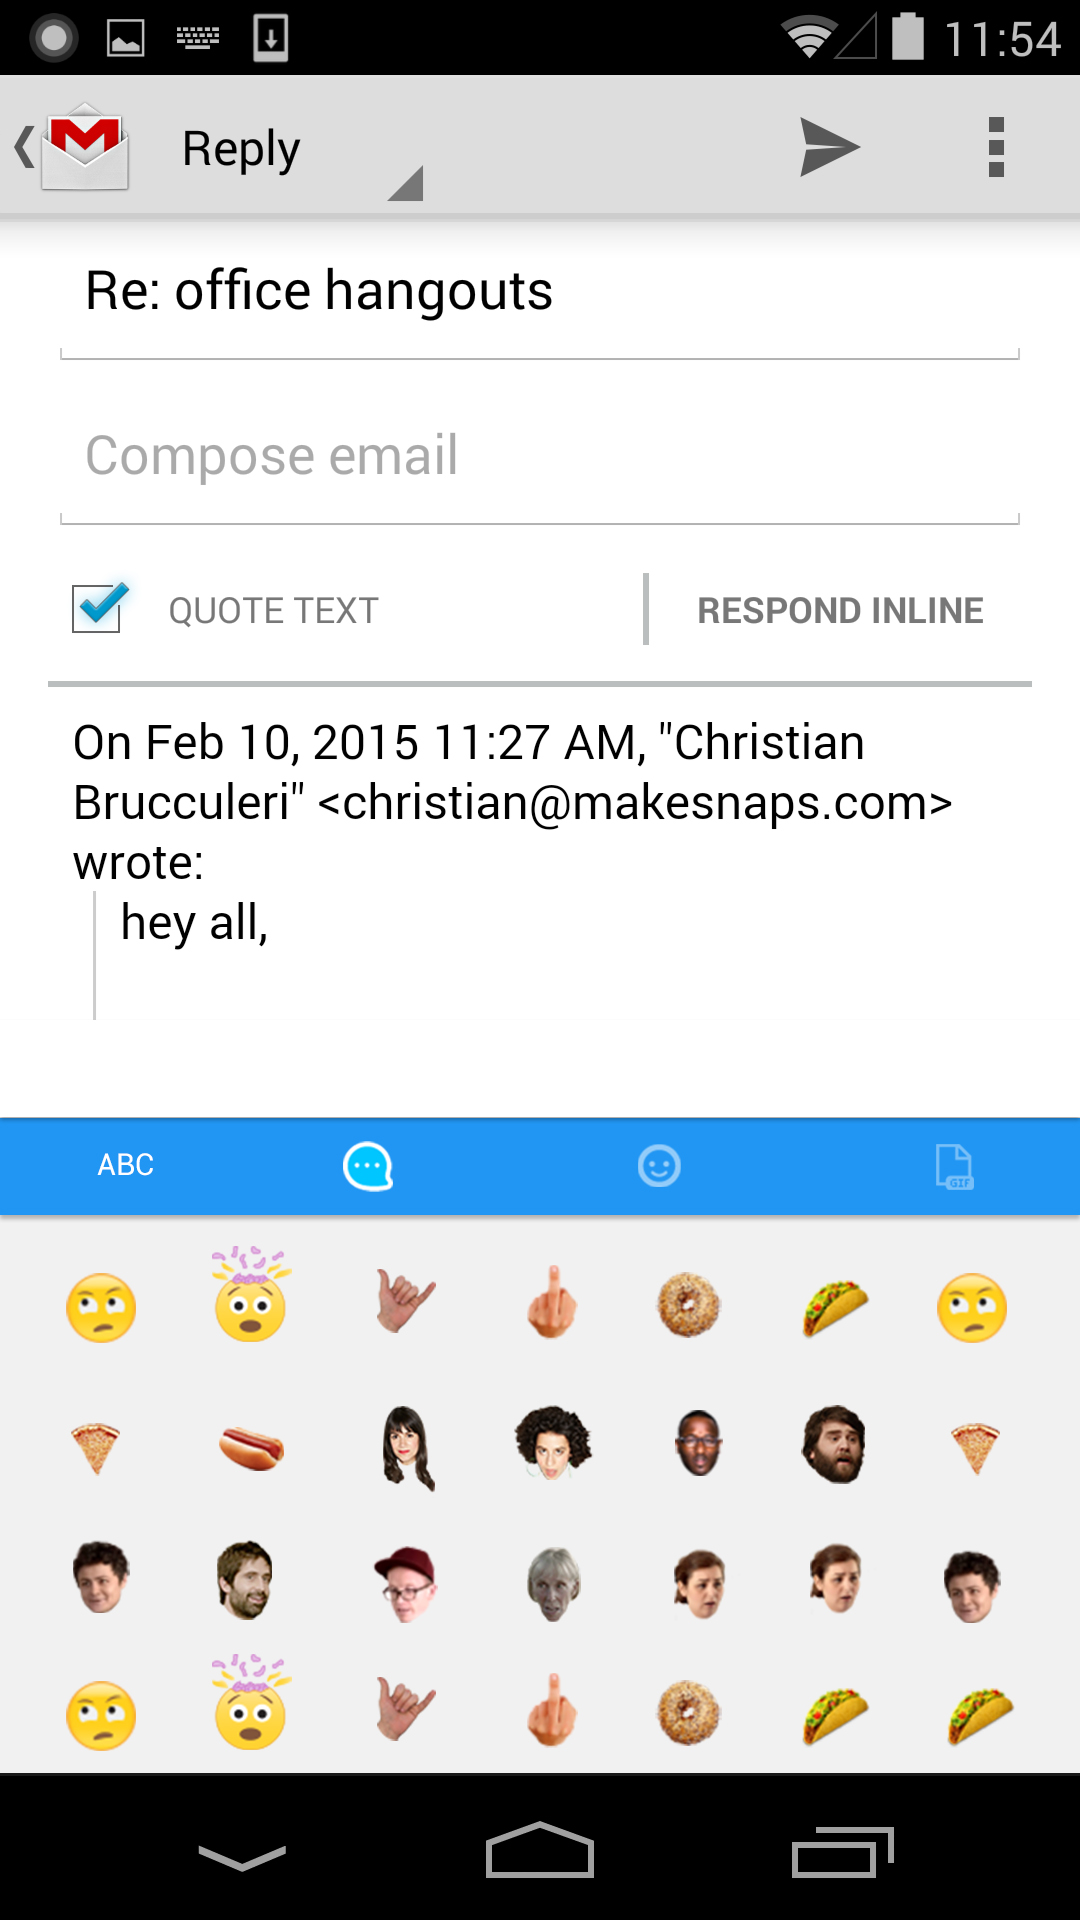 11:54
Reply
Re: office hangouts
Compose email
QUOTE TEXT
RESPOND INLINE
On Feb 10, 2015 11:27 AM, "Christian
Brucculeri" <christian@makesnaps.com>
wrote:
hey all,
ABC
GIF